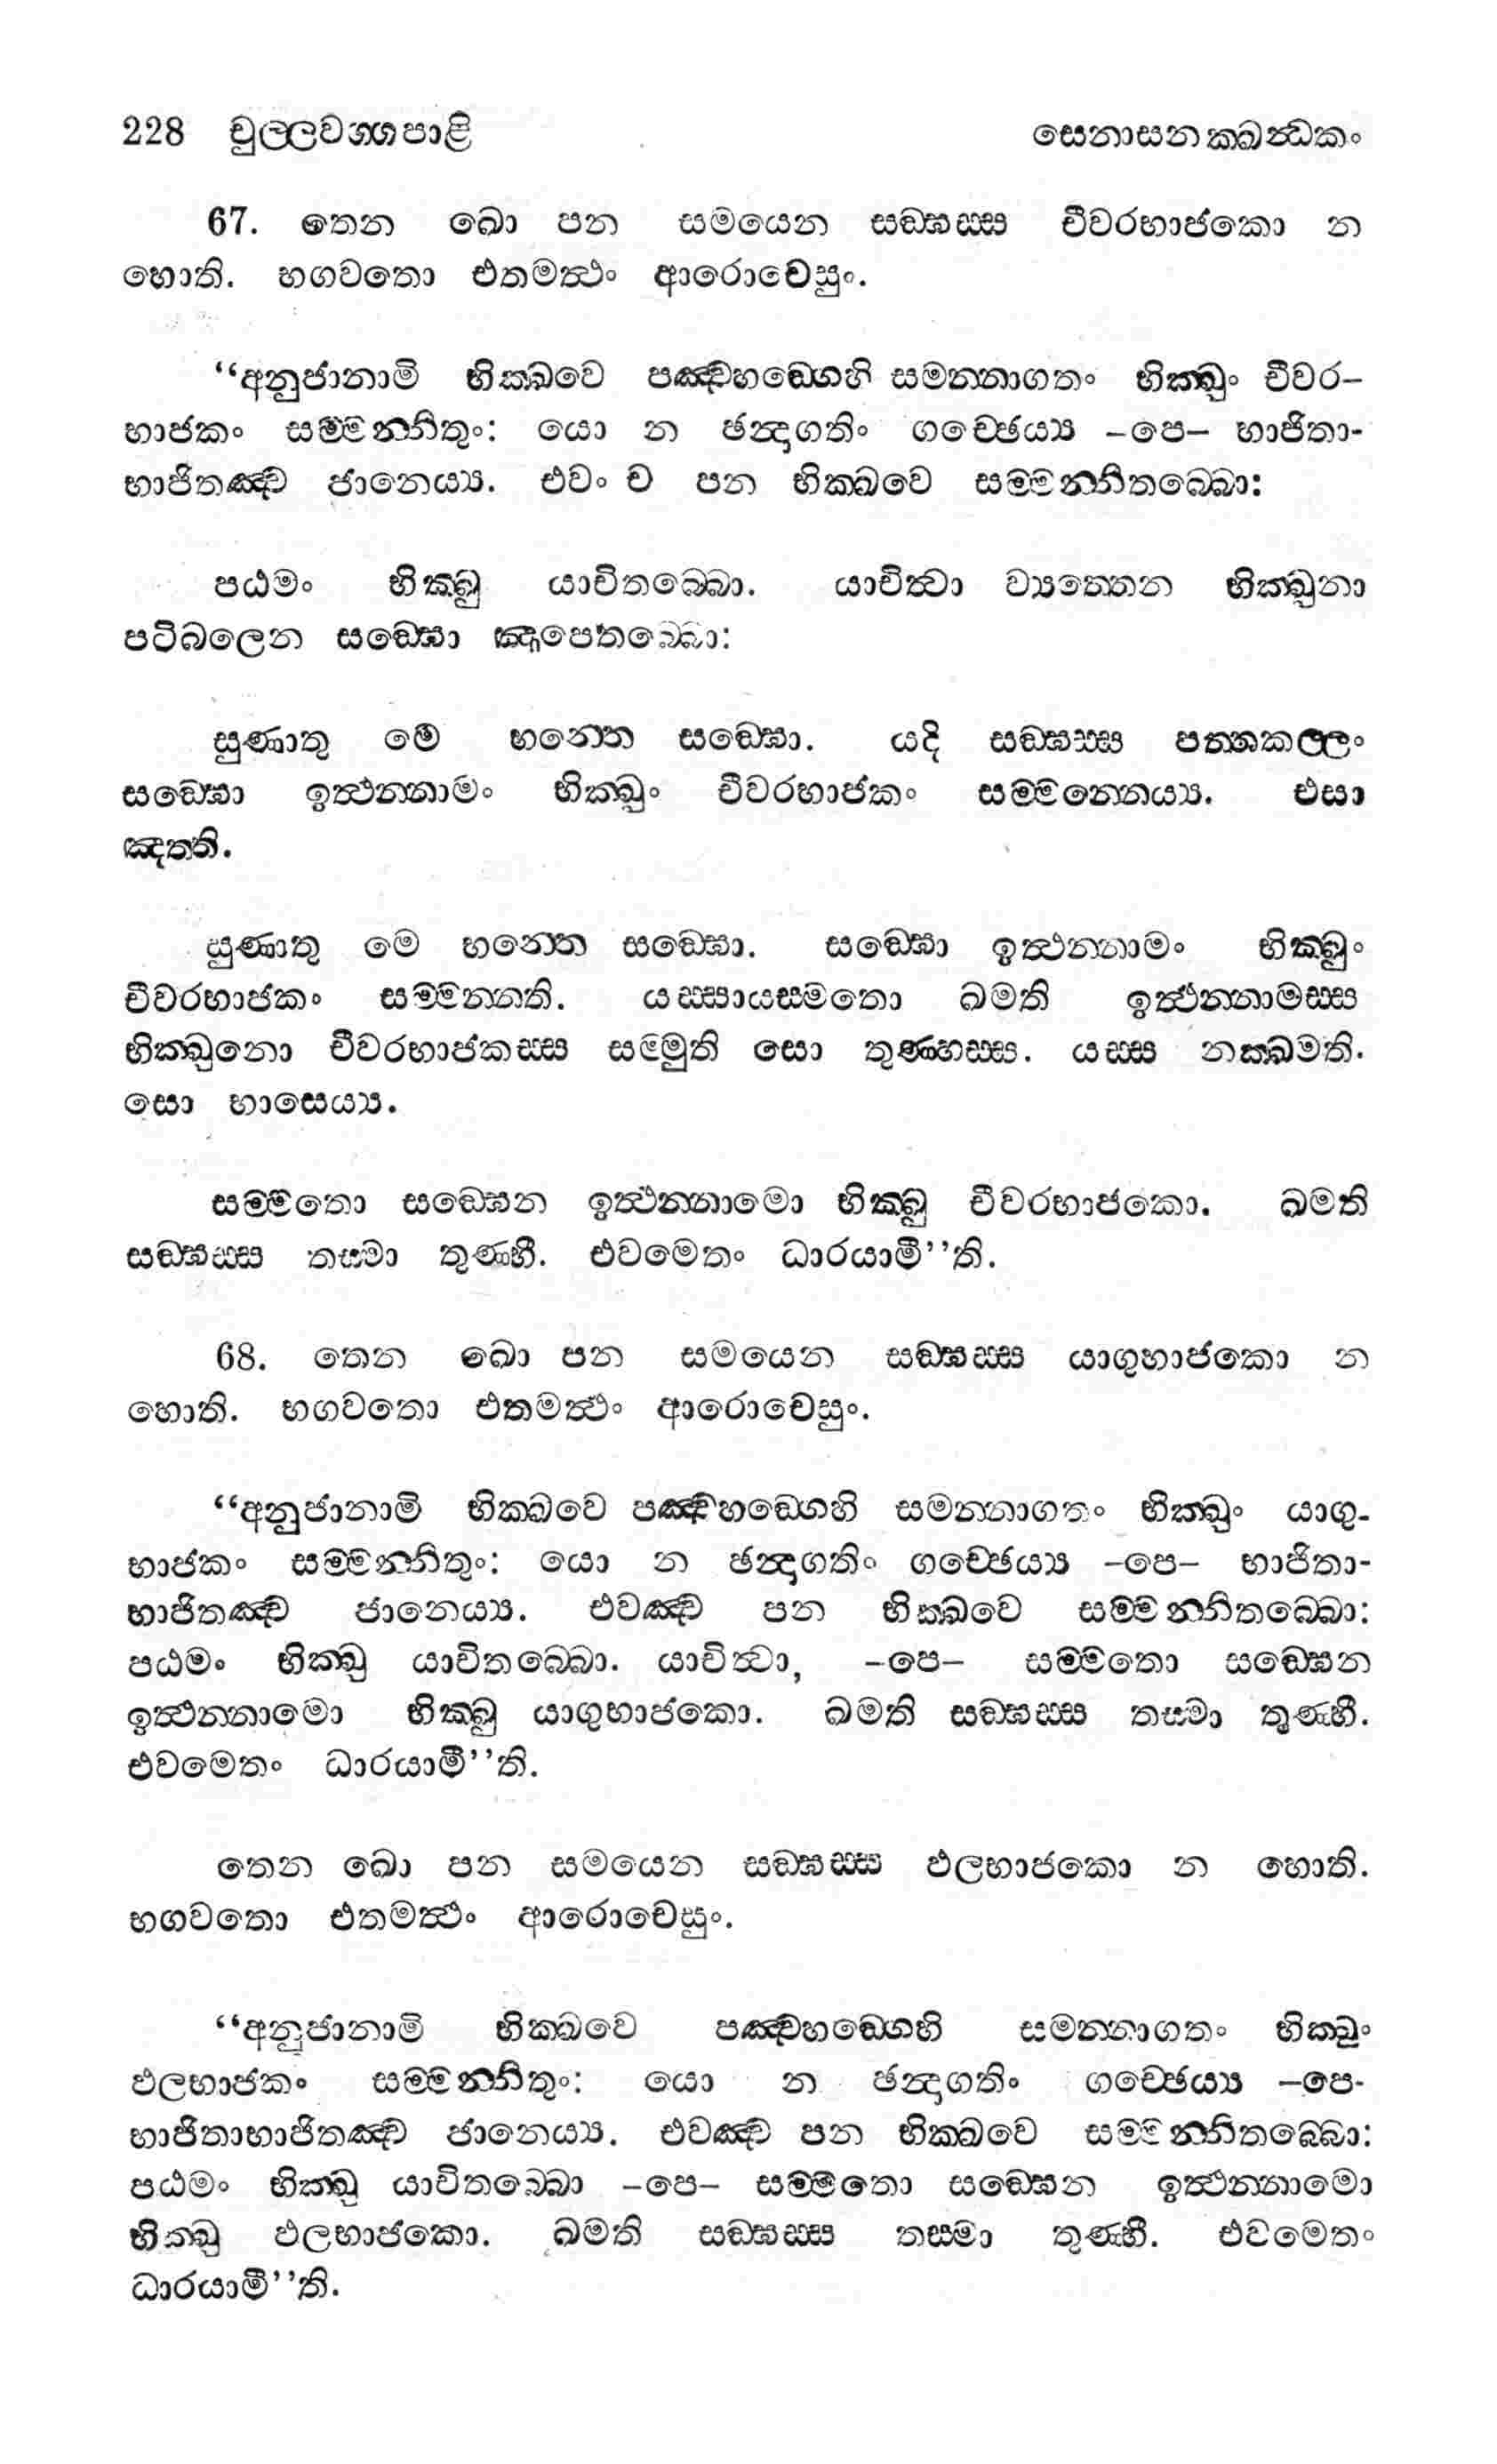 228 චුල්ලවග්ගපාළි සෙනාසනක්ඛන්ධකං
67. තෙන ඛො පන සමයෙන සඞ්ඝස්ස චීවරභාජකො න
හොති. භගවතො එතමත්ථං ආරොචෙසුං.
‘‘අනුජානාමි භික්ඛවෙ පඤ්චහඞ්ගෙහි සමන්නාගතං භික්ඛුං චීවර–
භාජකං සම්මන්නිතුං: යො න ඡන්දාගතිං ගච්ඡෙය්‍ය –පෙ– භාජිතා-
භාජිතඤ්ච ජානෙය්‍ය. එවං ච පන භික්ඛවෙ සම්මන්නිතබ්බො:
පඨමං භික්ඛු යාචිතබ්බො. යාචිත්වා ව්‍යත්තෙන භික්ඛුනා
පටිබලෙන සඞ්ඝො ඤාපෙතබ්බො:
සුණාතු මෙ භන්තෙ සඞ්ඝො. යදි සඞ්ඝස්ස පත්තකල්ලං
සඞ්ඝො ඉත්ථන්නාමං භික්ඛුං චීවරභාජකං සම්මන්නෙය්‍ය. එසා
ඤත්ති.
සුණාතු මෙ භන්තෙ සඞ්ඝො. සඞ්ඝො ඉත්ථන්නාමං භික්ඛුං
චීවරභාජකං සම්මන්නති. යස්සායස්මතො ඛමති ඉත්ථන්නාමස්ස
භික්ඛුනො චීවරභාජකස්ස සම්මුති සො තුණ්හස්ස. යස්ස නක්ඛමති.
සො භාසෙය්‍ය.
සම්මතො සඞ්ඝෙන ඉත්ථන්නාමො භික්ඛු චීවරභාජකො. ඛමති
සඞ්ඝස්ස තස්මා තුණ්හී. එවමෙතං ධාරයාමී’’ති.
68. තෙන ඛො පන සමයෙන සඞ්ඝස්ස යාගුභාජකො න
හොති. භගවතො එතමත්ථං ආරොචෙසුං.
‘‘අනුජානාමි භික්ඛවෙ පඤ්චහඞ්ගෙහි සමන්නාගතං භික්ඛුං යාගු-
භාජකං සම්මන්නිතුං: යො න ඡන්දාගතිං ගච්ඡෙය්‍ය –පෙ– භාජිතා-
භාජිතඤ්ච ජානෙය්‍ය. එවඤ්ච පන භික්ඛවෙ සම්මන්නිතබ්බො:
පඨමං භික්ඛු යාචිතබ්බො. යාචිත්වා, –පෙ– සම්මතො සඞ්ඝෙන
ඉත්ථන්නාමො භික්ඛු යාගුභාජකො. ඛමති සඞ්ඝස්ස තස්මා තුණ්හී.
එවමෙතං ධාරයාමී’’ති.
තෙන ඛො පන සමයෙන සඞ්ඝස්ස ඵලභාජකො න හොති.
භගවතො එතමත්ථං ආරොචෙසුං.
‘‘අනුජානාමි භික්ඛවෙ පඤ්චහඞ්ගෙහි සමන්නාගතං භික්ඛුං
ඵලභාජකං සම්මන්නිතුං: යො න ඡන්දාගතිං ගච්ඡෙය්‍ය –පෙ-
භාජිතාභාජිතඤ්ච ජානෙය්‍ය. එවඤ්ච පන භික්ඛවෙ සම්මන්නිතබ්බො:
පඨමං භික්ඛු යාචිතබ්බො –පෙ– සම්මතො සඞ්ඝෙන ඉත්ථන්නාමො
භික්ඛු ඵලභාජකො. ඛමති සඞ්ඝස්ස තස්මා තුණ්හී. එවමෙතං
ධාරයාමී’’ති.